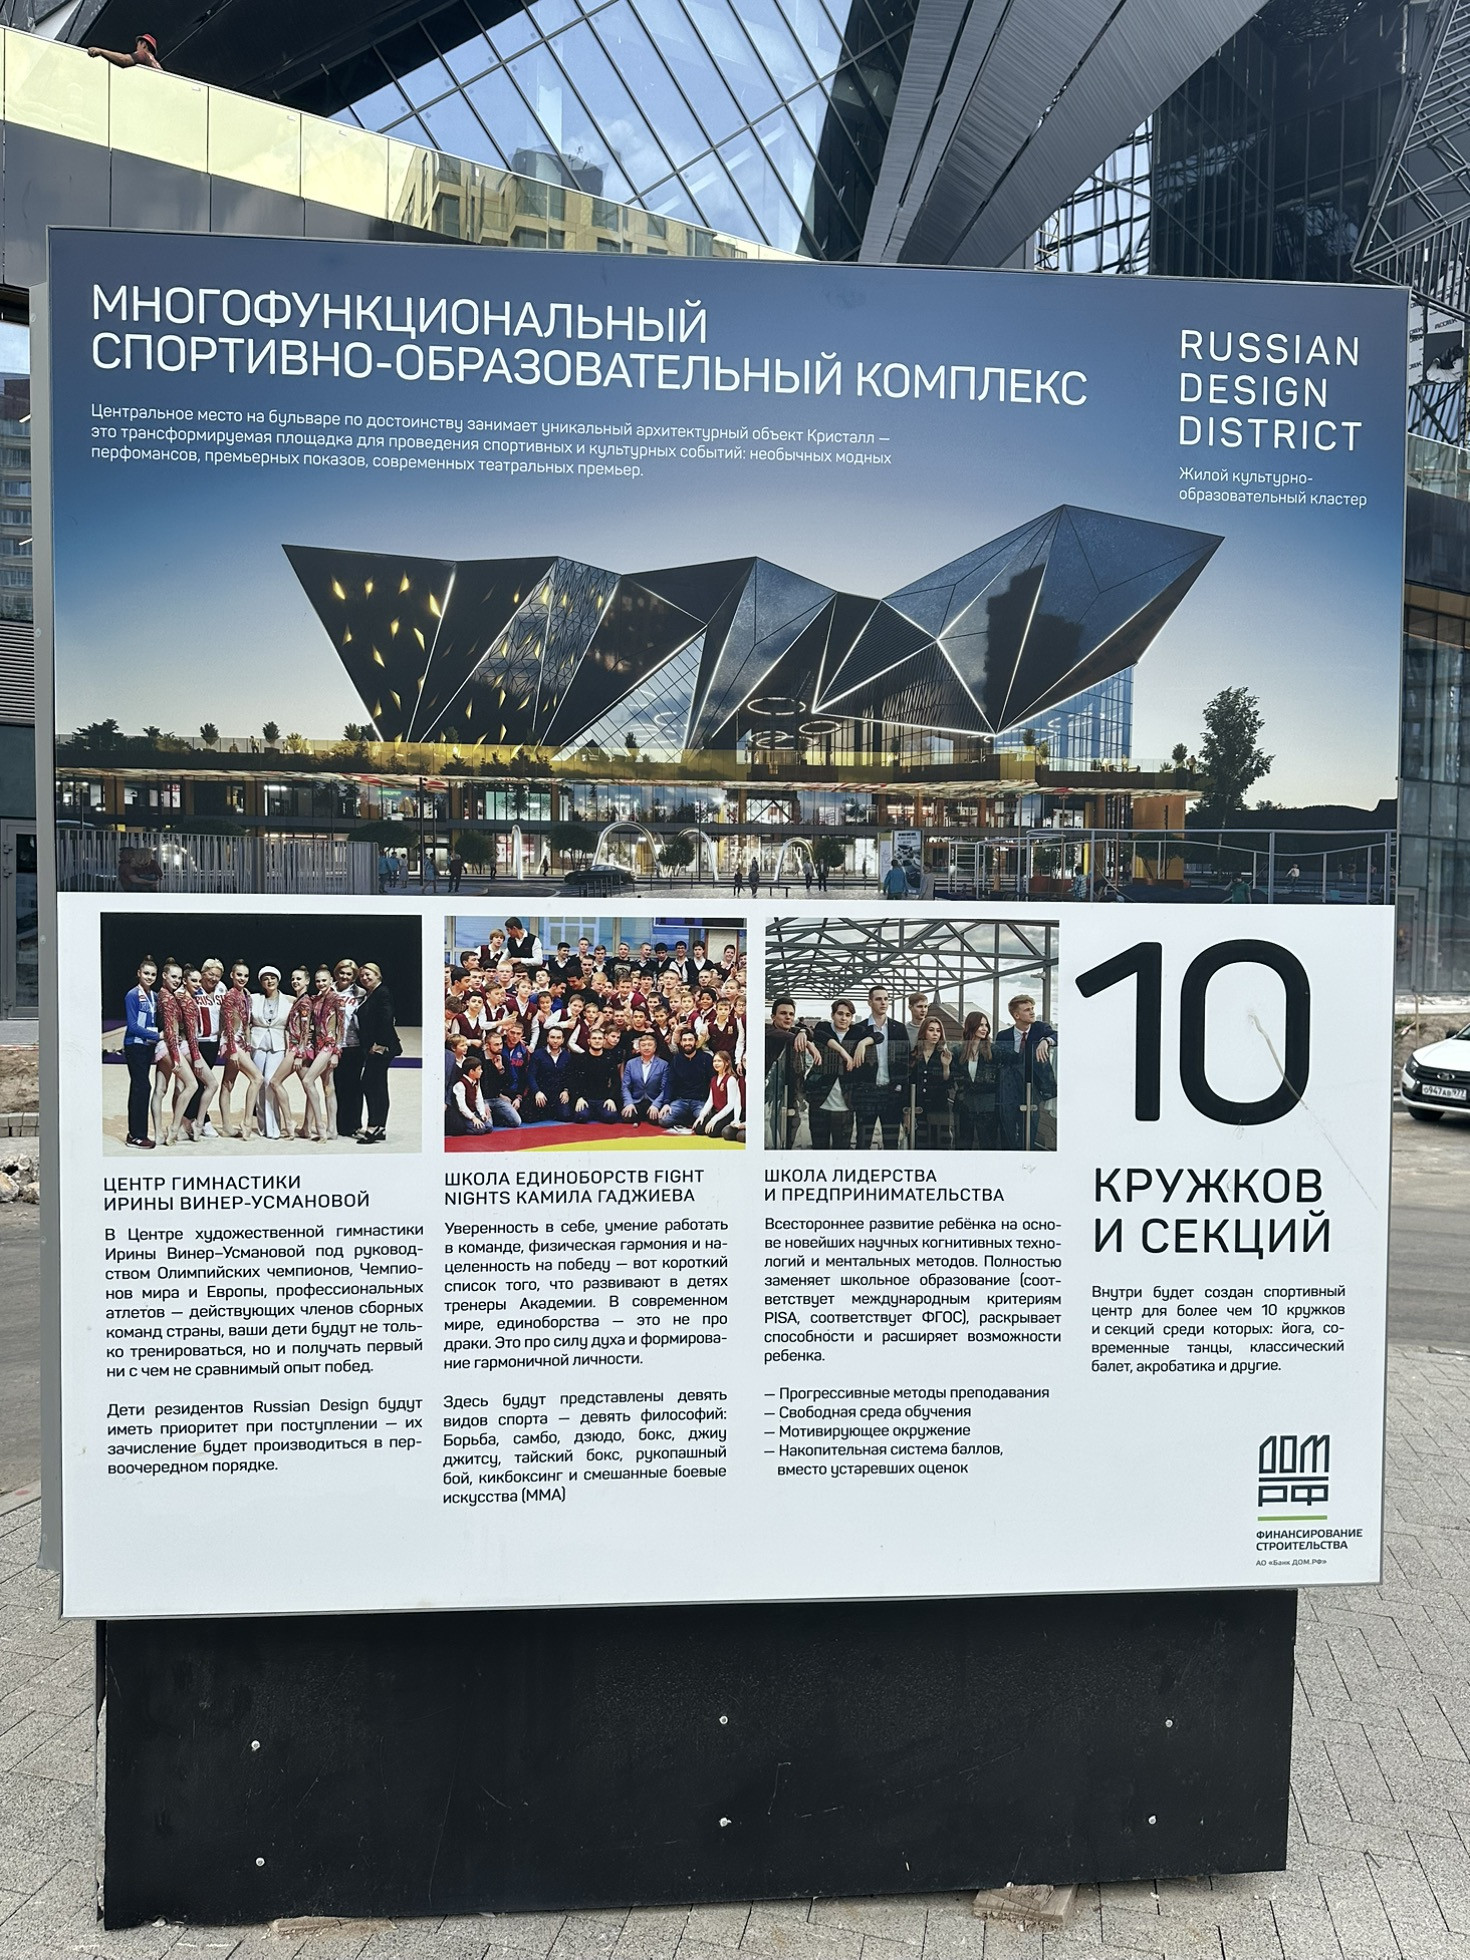 МНОГОФУНКЦИОНАЛЬНЫЙ
СПОРТИВНО-ОБРАЗОВАТЕЛЬНЫЙ КОМПЛЕКС
Центральное место на бульваре по достоинству занимает уникальный архитектурный объект Кристалл —
это трансформируемая площадка для проведения спортивных и культурных событий: необычных модных
перфомансов, премьерных показов, современных театральных премьер.
RUSSIAN
DESIGN
DISTRICT
Жилой культурно-
образовательный кластер
ЦЕНТР ГИМНАСТИКИ
ИРИНЫ ВИНЕР-УСМАНОВОЙ
В Центре художественной гимнастики
Ирины Винер-Усмановой под руковод-
ством Олимпийских чемпионов, Чемпио-
нов мира и Европы, профессиональных
атлетов — действующих членов сборных
команд страны, ваши дети будут не толь-
ко тренироваться, но и получать первый
ни с чем не сравнимый опыт побед.
Дети резидентов Russian Design будут
иметь приоритет при поступлении — их
зачисление будет производиться в пер-
воочередном порядке.
ШКОЛА ЕДИНОБОРСТВ FIGHT
NIGHTS КАМИЛА ГАДЖИЕВА
Уверенность в себе, умение работать
в команде, физическая гармония и на-
целенность на победу — вот короткий
список того, что развивают в детях
тренеры Академии. В современном
мире, единоборства — это не про
драки. Это про силу духа и формирова-
ние гармоничной личности.
Здесь будут представлены девять
видов спорта — девять философий:
Борьба, самбо, дзюдо, бокс, джиу
джитсу, тайский бокс, рукопашный
бой, кикбоксинг и смешанные боевые
искусства (ММА)
ШКОЛА ЛИДЕРСТВА
И ПРЕДПРИНИМАТЕЛЬСТВА
Всестороннее развитие ребёнка на осно-
ве новейших научных когнитивных техно-
логий и ментальных методов. Полностью
заменяет школьное образование (соот-
ветствует международным критериям
PISA, соответствует ФГОС), раскрывает
способности и расширяет возможности
ребенка.
— Прогрессивные методы преподавания
— Свободная среда обучения
— Мотивирующее окружение
— Накопительная система баллов,
вместо устаревших оценок
10
КРУЖКОВ
И СЕКЦИЙ
Внутри будет создан спортивный
центр для более чем 10 кружков
и секций среди которых: йога, со-
временные танцы, классический
балет, акробатика и другие.
ДОМ
РФ
ФИНАНСИРОВАНИЕ
СТРОИТЕЛЬСТВА
АО «Банк ДОМ.РФ»